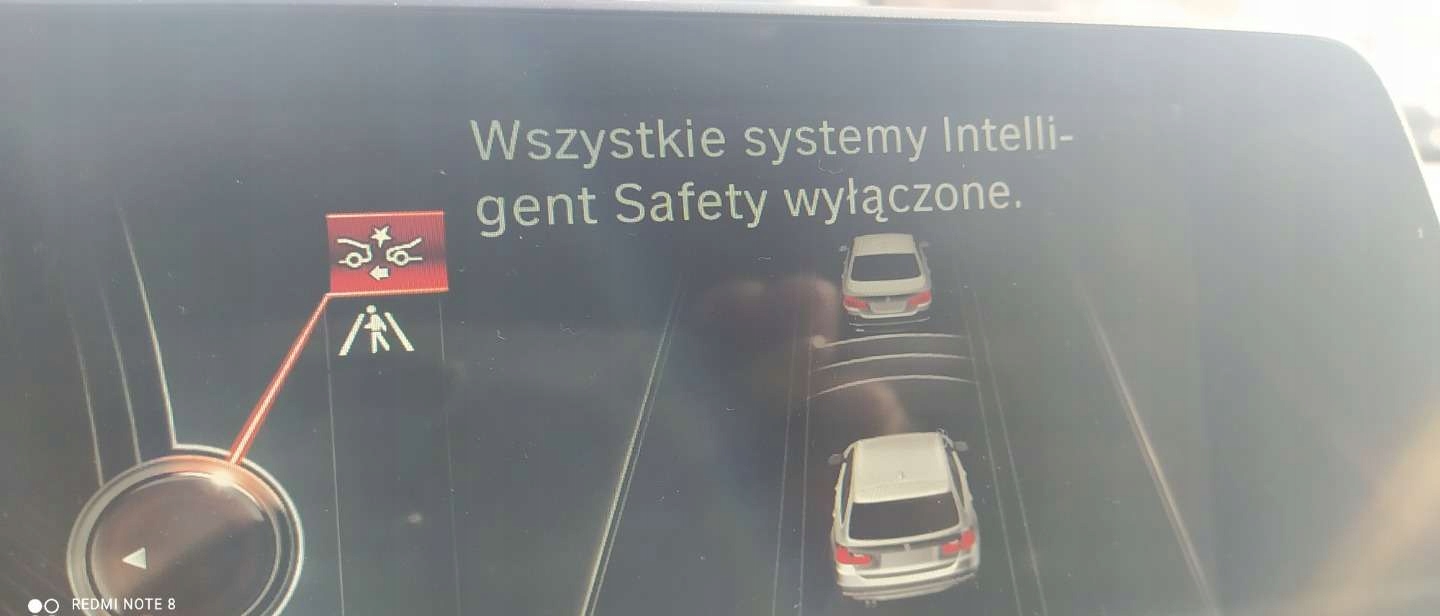 Wszystkie systemy Intelli-
gent Safety wyłączone.
REDMI NOTE 8